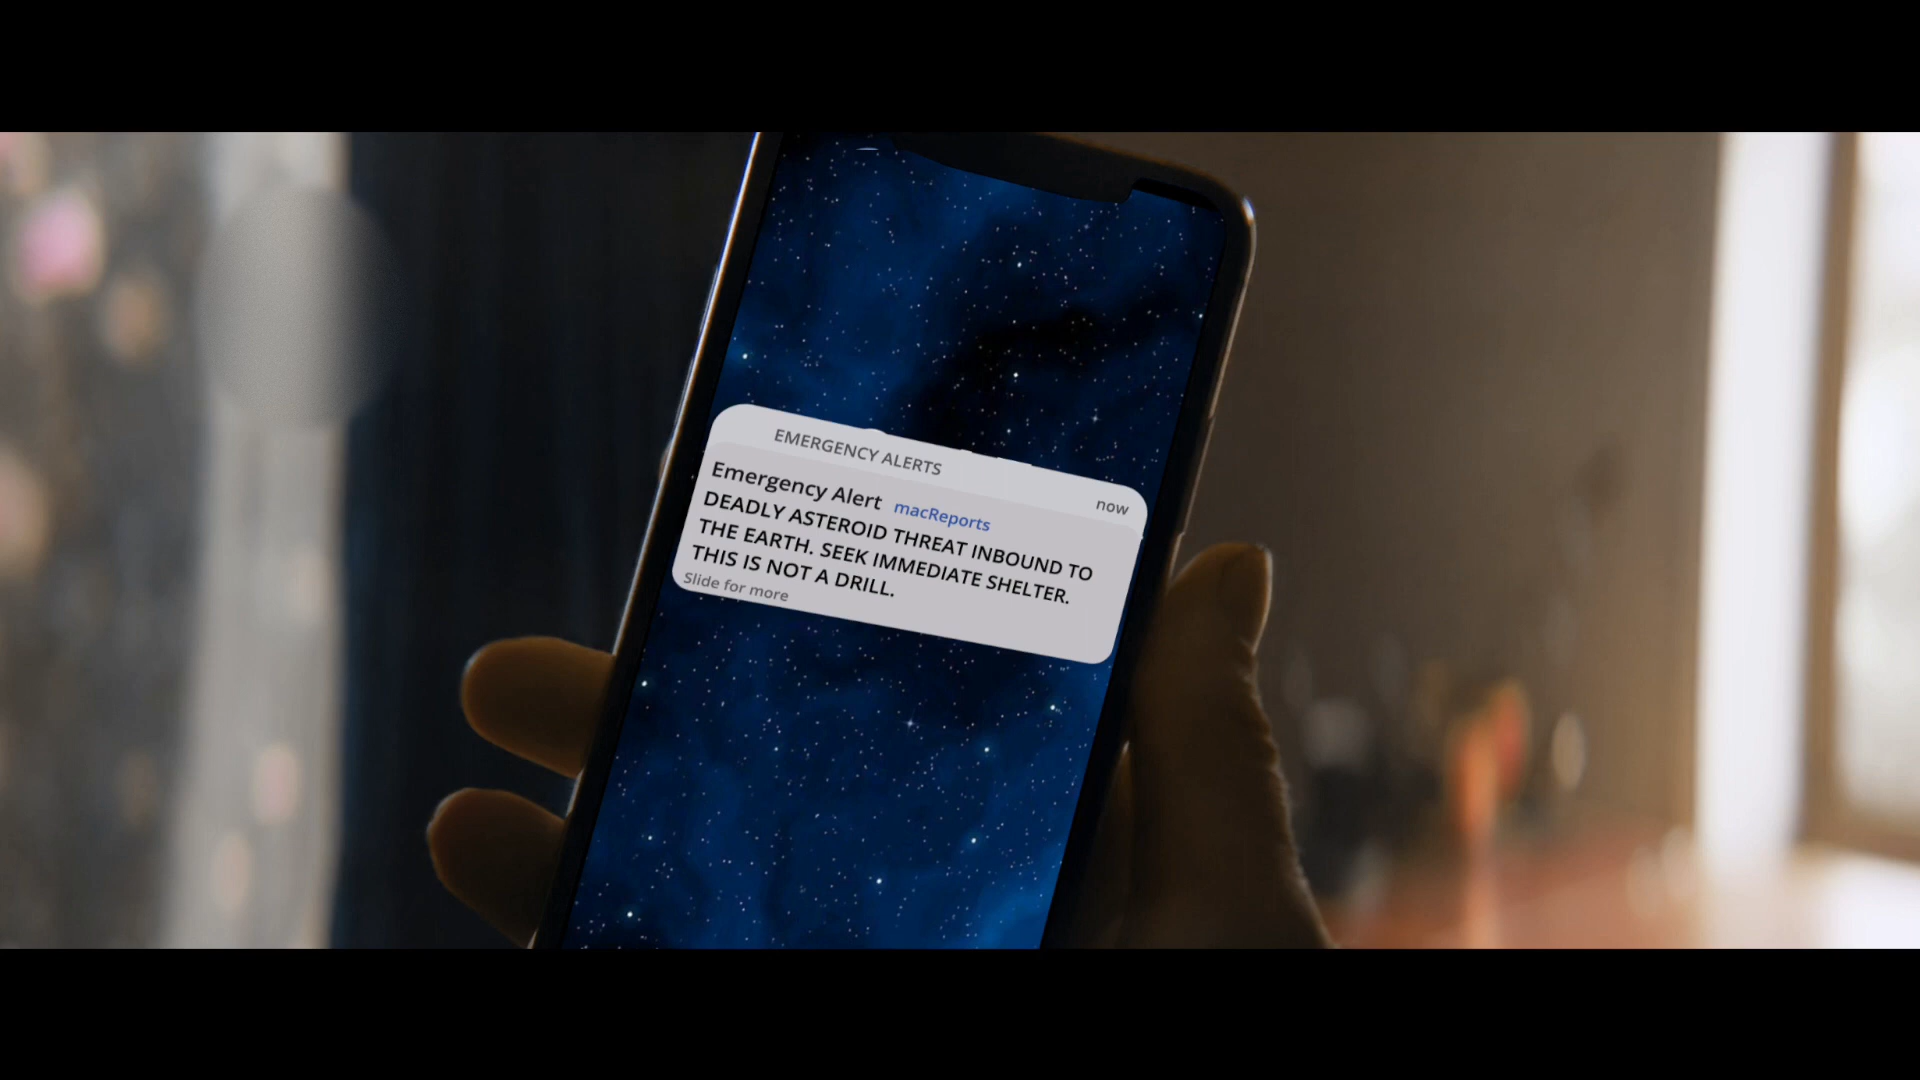 EMERGENCY ALERTS
now
Emergency Alert macReports
DEADLY ASTEROID THREAT INBOUND TO
THE EARTH. SEEK IMMEDIATE SHELTER.
THIS IS NOT A DRILL.
Slide for more